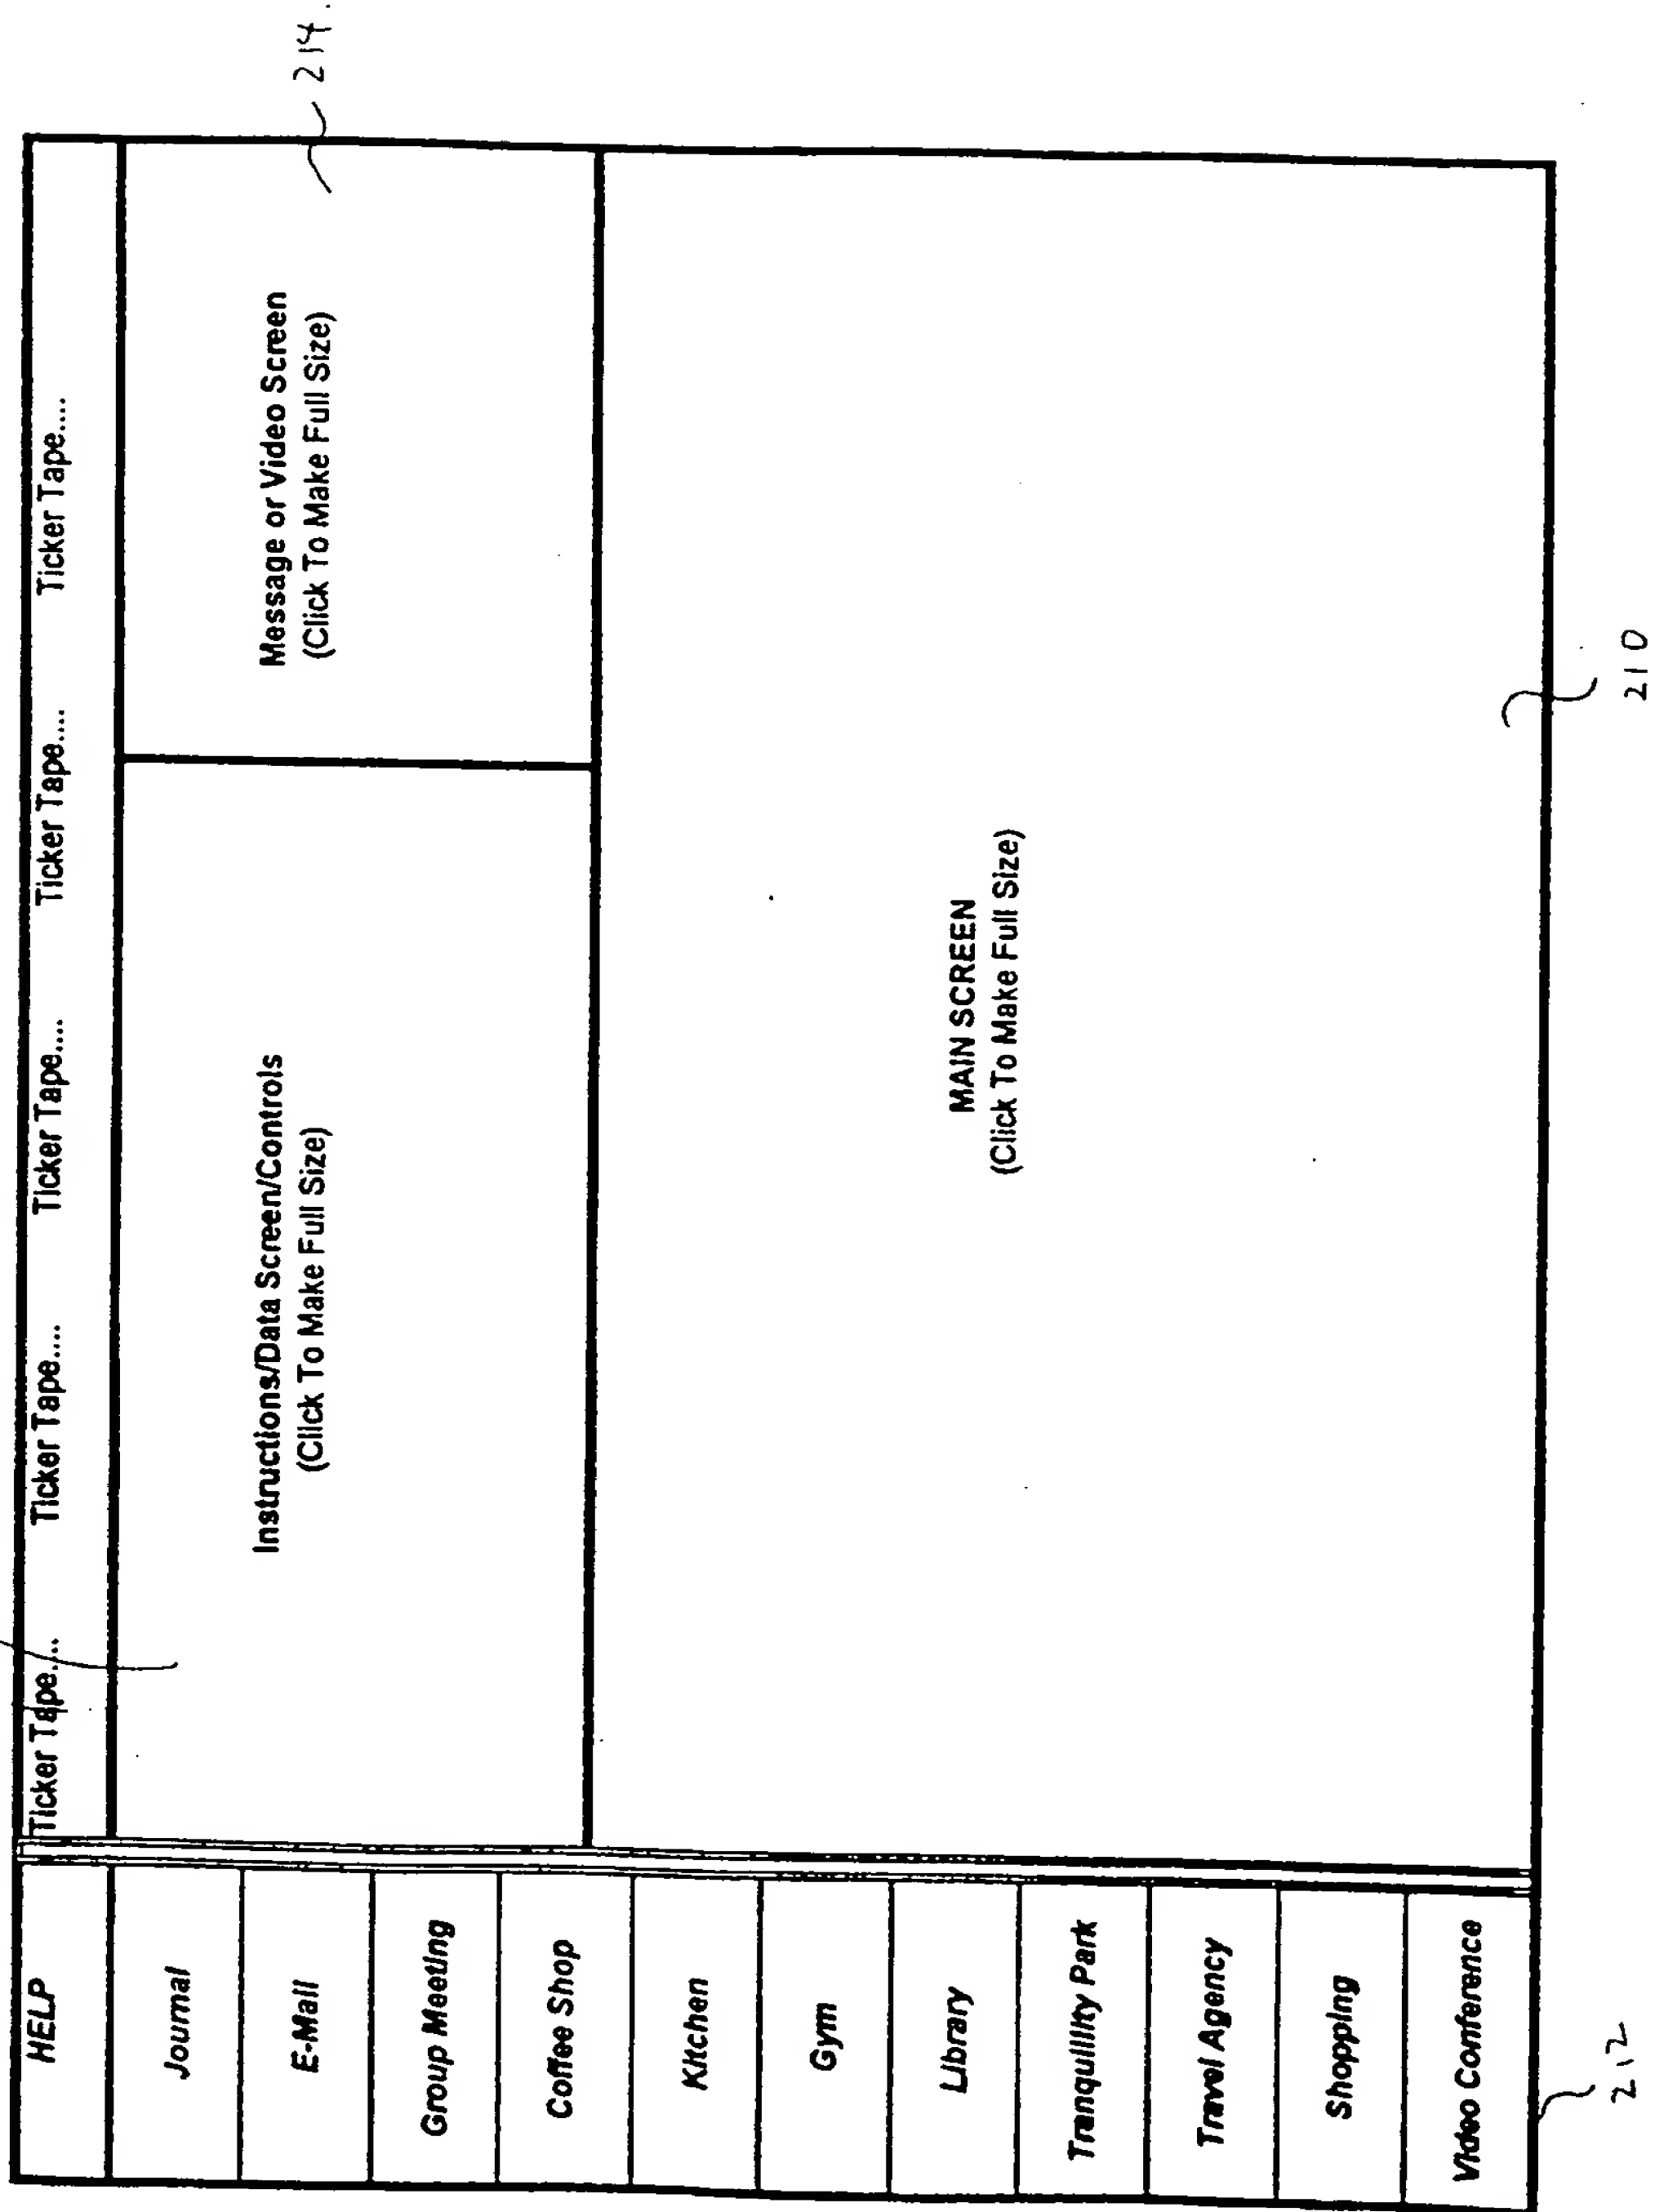 HELP
Ticker Tape.... Ticker Tape.... Ticker Tape.... Ticker Tape.... Ticker Tape....
Journal
E-Mail
Group Meeting
Coffee Shop
Kitchen
Gym
Library
Tranquility Park
Travel Agency
Shopping
Video Conference
Instructions/Data Screen/Controls
(Click To Make Full Size)
Message or Video Screen
(Click To Make Full Size)
MAIN SCREEN
(Click To Make Full Size)
214.
212
210